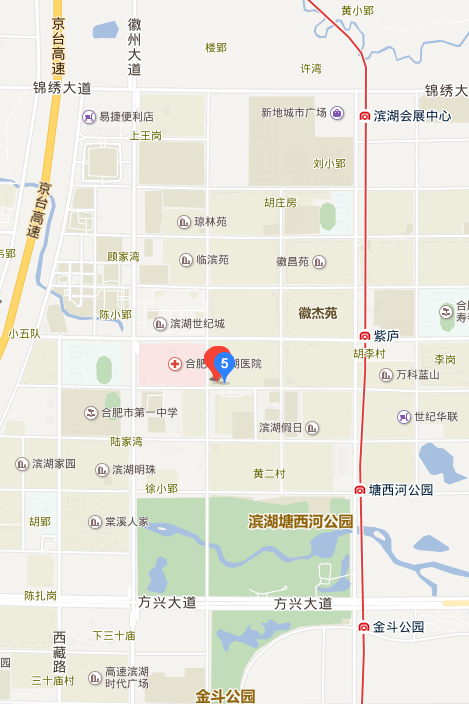 黄小郢
京台高速
徽州大道
楼郢
许湾
锦绣大道
锦绣大
易捷便利店
新地城市广场
滨湖会展中心
上王岗
刘小郢
京台高速
胡庄房
琼林苑
顾家湾
临滨苑
徽昌苑
陈小郢
徽杰苑
滨湖世纪城
小五队
紫庐
胡李村
李岗
5
万科蓝山
合肥市第一中学
世纪华联
滨湖假日
陆家湾
滨湖家园
滨湖明珠
黄二村
徐小郢
塘西河公园
胡郢
棠溪人家
滨湖塘西河公园
陈扎岗
方兴大道
方兴大道
金斗公园
西藏路
下三十庙
高速滨湖
时代广场
三十庙村
金斗公园